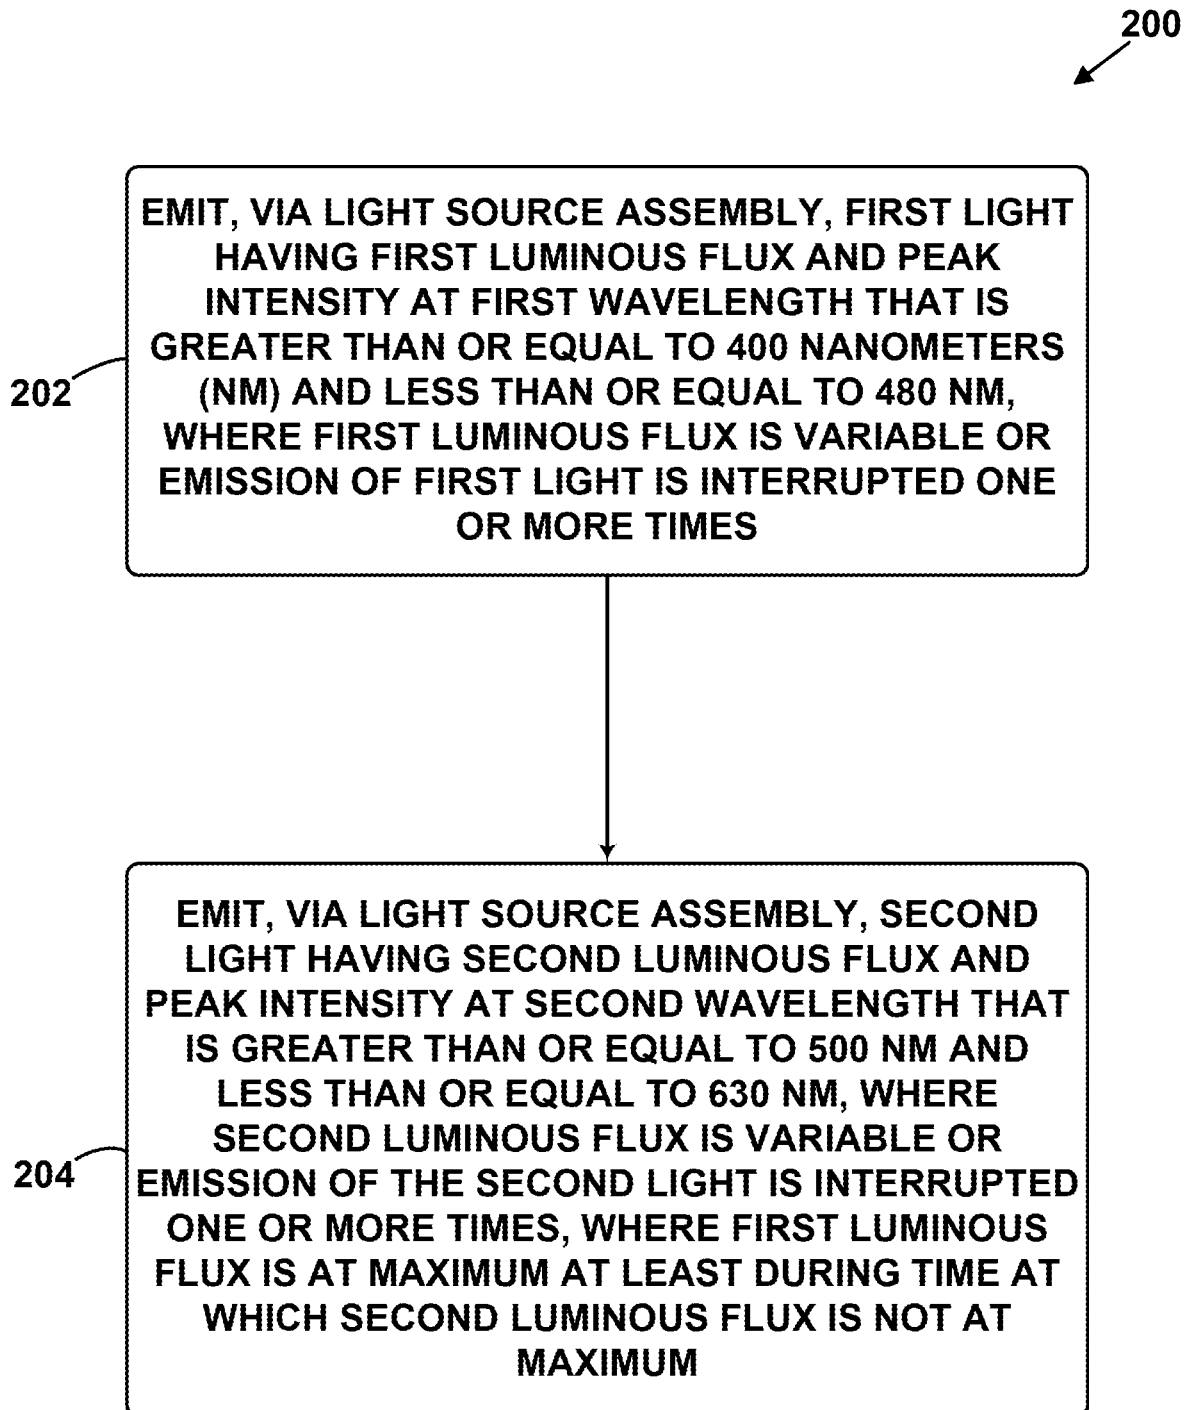 200
EMIT, VIA LIGHT SOURCE ASSEMBLY, FIRST LIGHT
HAVING FIRST LUMINOUS FLUX AND PEAK
INTENSITY AT FIRST WAVELENGTH THAT IS
GREATER THAN OR EQUAL TO 400 NANOMETERS
(NM) AND LESS THAN OR EQUAL TO 480 NM,
WHERE FIRST LUMINOUS FLUX IS VARIABLE OR
EMISSION OF FIRST LIGHT IS INTERRUPTED ONE
OR MORE TIMES
202
EMIT, VIA LIGHT SOURCE ASSEMBLY, SECOND
LIGHT HAVING SECOND LUMINOUS FLUX AND
PEAK INTENSITY AT SECOND WAVELENGTH THAT
IS GREATER THAN OR EQUAL TO 500 NM AND
LESS THAN OR EQUAL TO 630 NM, WHERE
SECOND LUMINOUS FLUX IS VARIABLE OR
EMISSION OF THE SECOND LIGHT IS INTERRUPTED
ONE OR MORE TIMES, WHERE FIRST LUMINOUS
FLUX IS AT MAXIMUM AT LEAST DURING TIME AT
WHICH SECOND LUMINOUS FLUX IS NOT AT
MAXIMUM
204